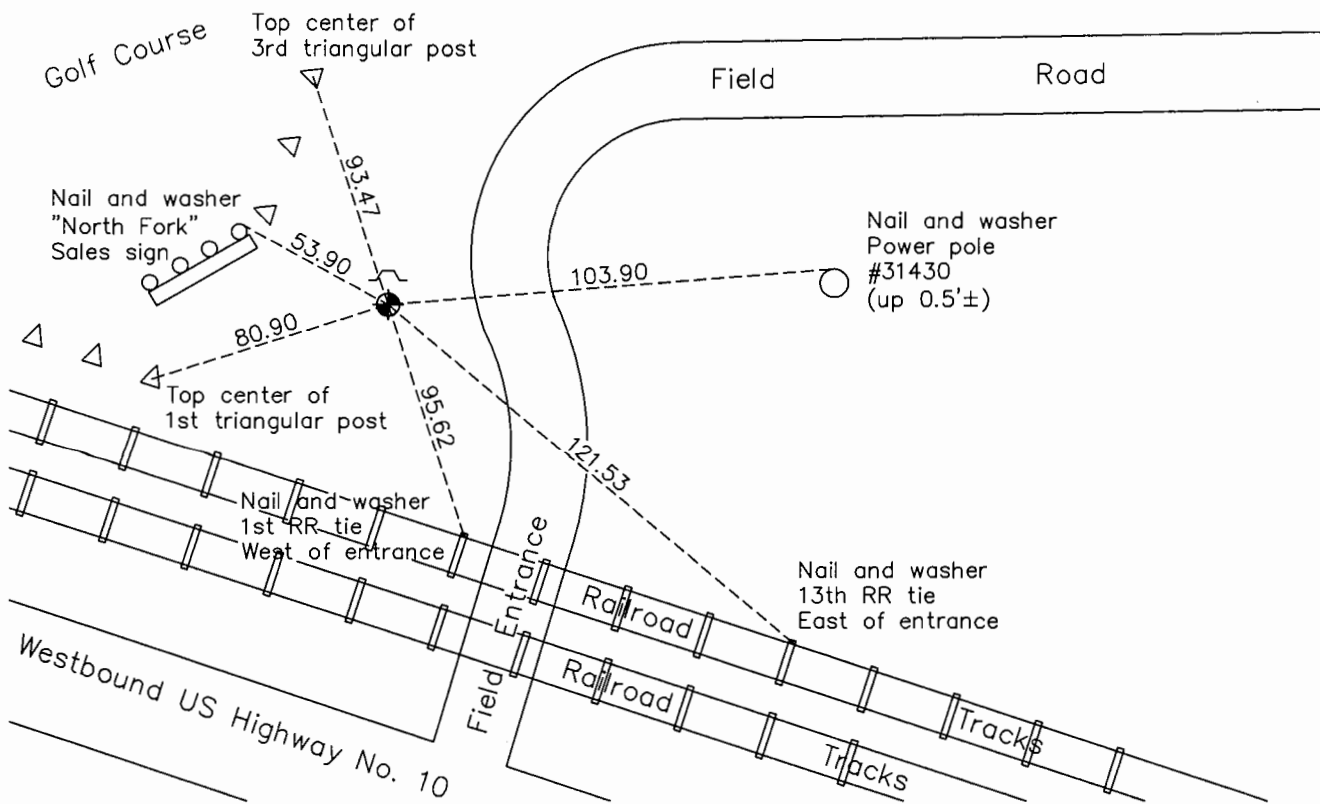 Golf Course
Top center of
3rd triangular post
Field Road
93.47
Nail and washer
"North Fork"
Sales sign
53.90
103.90
Nail and washer
Power pole
#31430
(up 0.5'±)
80.90
Top center of
1st triangular post
95.62
121.53
Nail and washer
1st RR tie
West of entrance
Field Entrance
Railroad Tracks
Railroad Tracks
Nail and washer
13th RR tie
East of entrance
Westbound US Highway No. 10